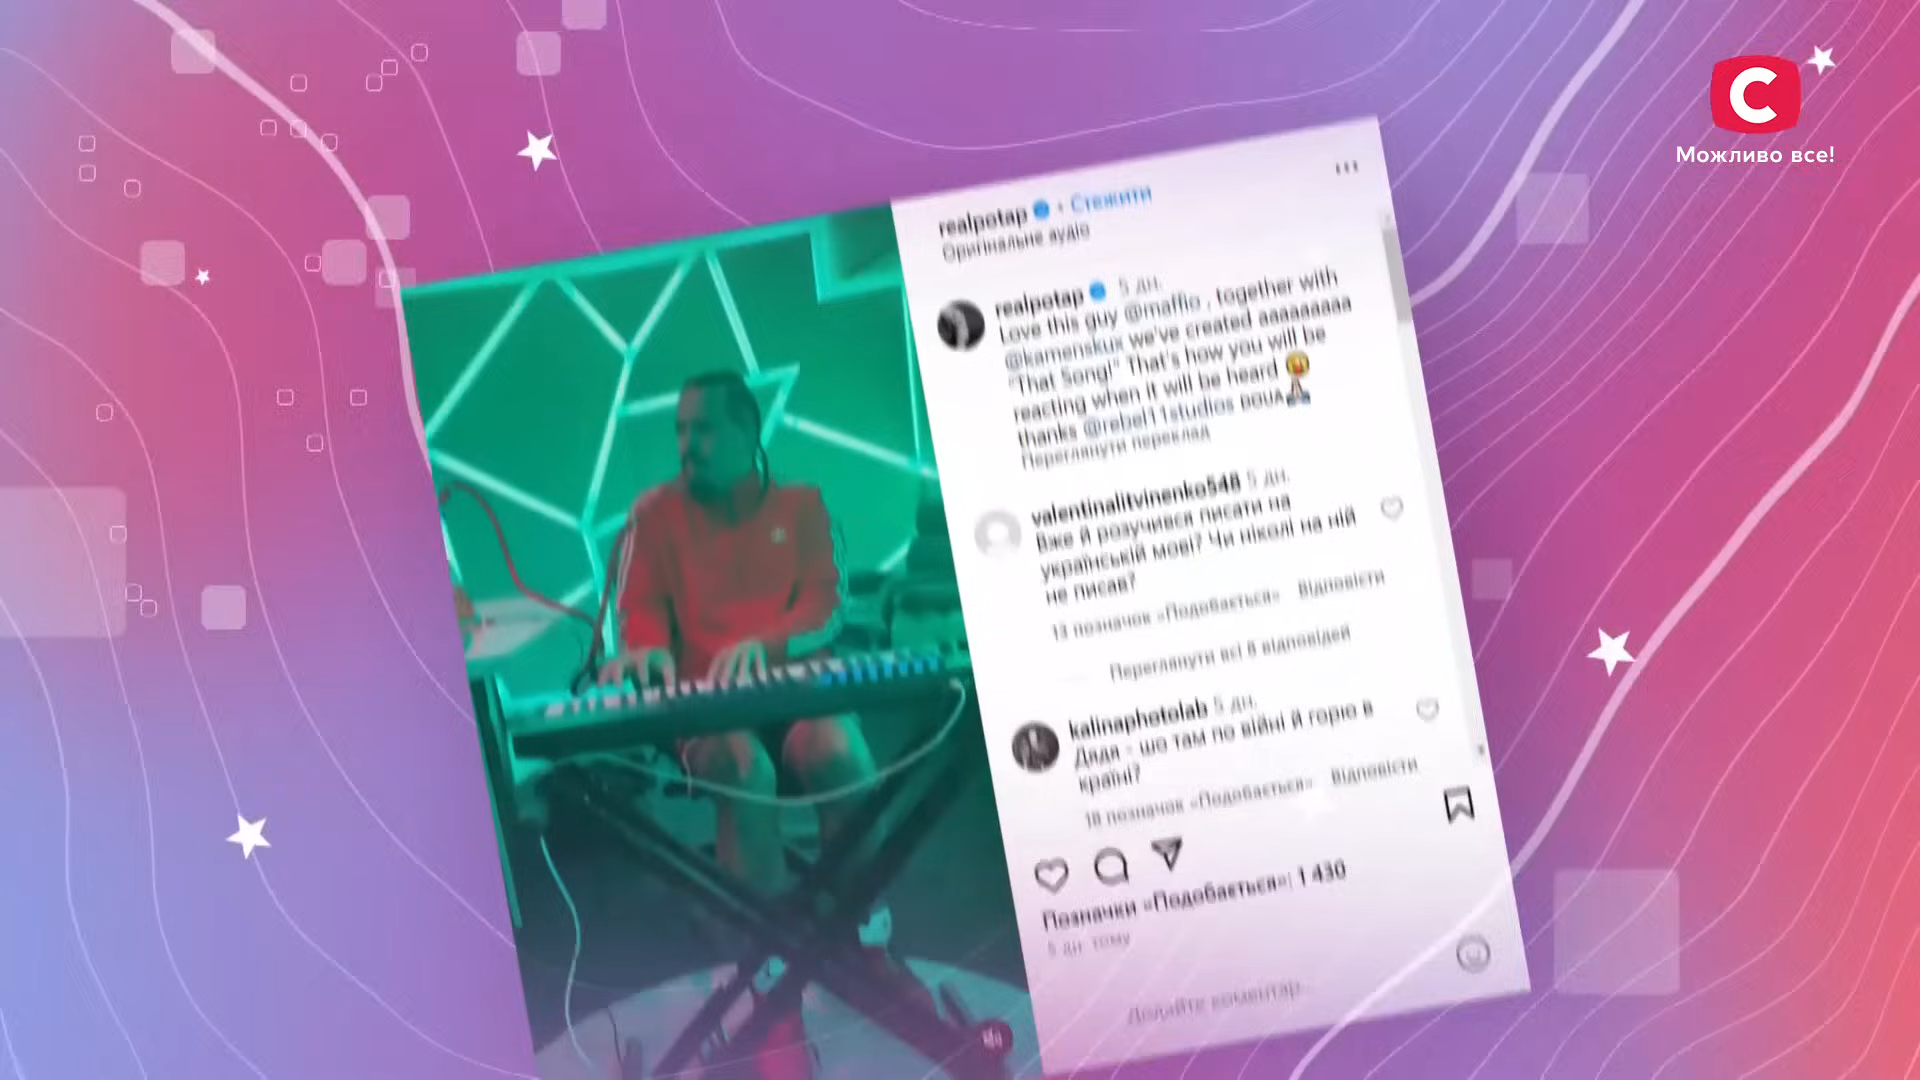 C
Можливо все!
realpotap • Стежити
Оригінальне аудіо
realpotap 5 дн.
Love this guy @maffio , together with
@kamenskux we've created aaaaaaaaa
"That Song!" That's how you will be
reacting when it will be heard
thanks @rebel11studios
Переглянути переклад
valentinalitvinenko548 5 дн.
Вже й розучився писати на
українській мові? Чи ніколі на ній
не писав?
13 позначок «Подобається» Відповісти
Переглянути всі 8 відповідей
kalinaphotolab 5 дн.
Дядя - шо там по війні й горю в
країні?
18 позначок «Подобається» Відповісти
Позначки «Подобається»: 1 430
5 дн. тому
Додайте коментар...